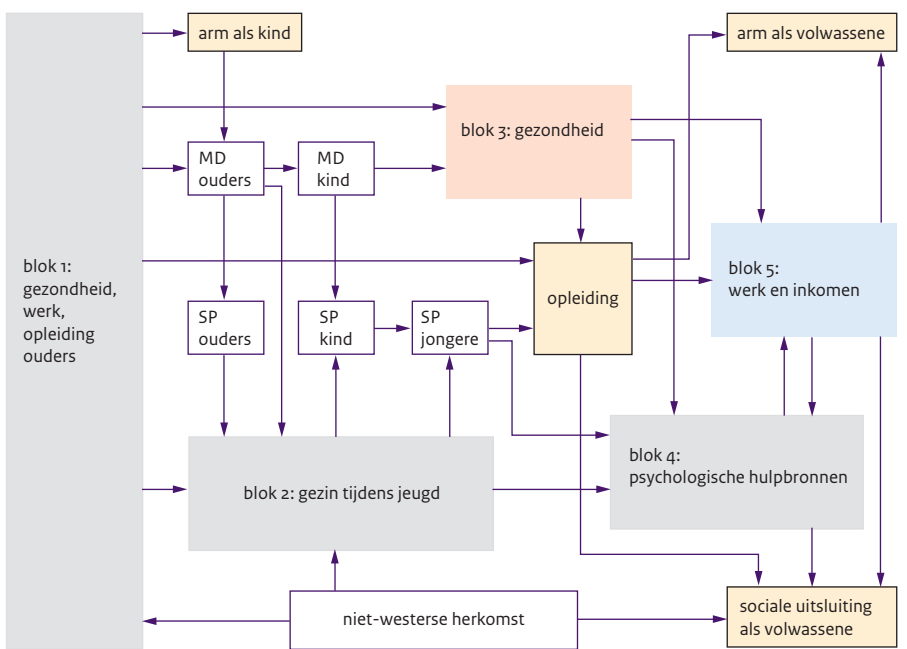 arm als kind
arm als volwassene
blok 3: gezondheid
MD
ouders
MD
kind
blok 1:
gezondheid,
werk,
opleiding
ouders
opleiding
blok 5:
werk en inkomen
SP
ouders
SP
kind
SP
jongere
blok 4:
psychologische hulpbronnen
blok 2: gezin tijdens jeugd
niet-westerse herkomst
sociale uitsluiting
als volwassene